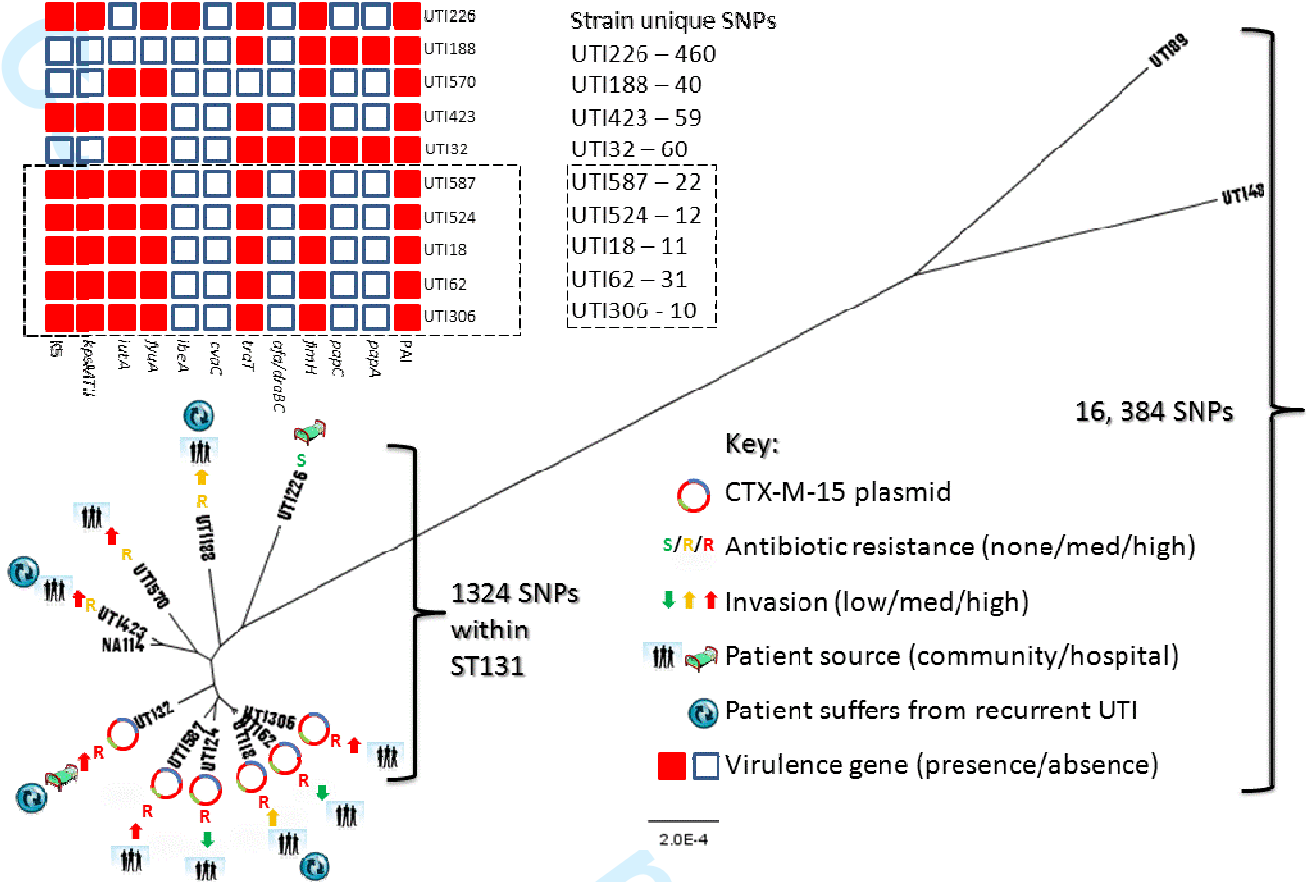 UTI226
UTI188
UTI570
UTI423
UTI32
UTI587
UTI524
UTI18
UTI62
UTI306
K5
kpsMTII
iutA
fyuA
ibeA
cvaC
traT
afa/draBC
fimH
papC
papA
PAI
Strain unique SNPs
UTI226 – 460
UTI188 – 40
UTI423 – 59
UTI32 – 60
UTI587 – 22
UTI524 – 12
UTI18 – 11
UTI62 – 31
UTI306 - 10
UTI89
UTI49
16, 384 SNPs
S
UTI226
R
UTI188
R
UTI570
R
UTI423
NA114
UTI32
R
UTI587
R
UTI24
R
UTI18
R
UTI62
R
UTI306
R
1324 SNPs
within
ST131
Key:
CTX-M-15 plasmid
S/R/R Antibiotic resistance (none/med/high)
Invasion (low/med/high)
Patient source (community/hospital)
Patient suffers from recurrent UTI
Virulence gene (presence/absence)
2.0E-4